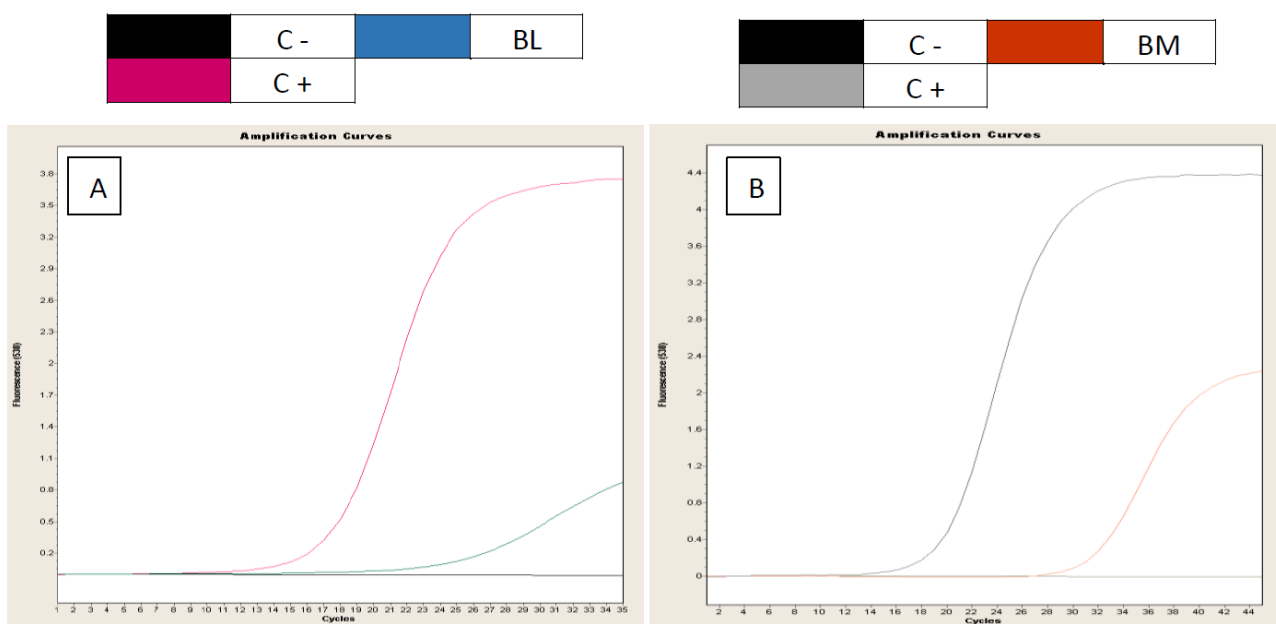 C - BL
C +
C - BM
C +
Amplification Curves
A
3.8
3.5
3.2
2.9
2.6
2.3
2
1.7
1.4
1.1
0.8
0.5
0.2
Fluorescence (530)
1 2 3 4 5 6 7 8 9 10 11 12 13 14 15 16 17 18 19 20 21 22 23 24 25 26 27 28 29 30 31 32 33 34 35
Cycles
Amplification Curves
B
4.4
4
3.6
3.2
2.8
2.4
2
1.6
1.2
0.8
0.4
0
Fluorescence (530)
2 4 6 8 10 12 14 16 18 20 22 24 26 28 30 32 34 36 38 40 42 44
Cycles